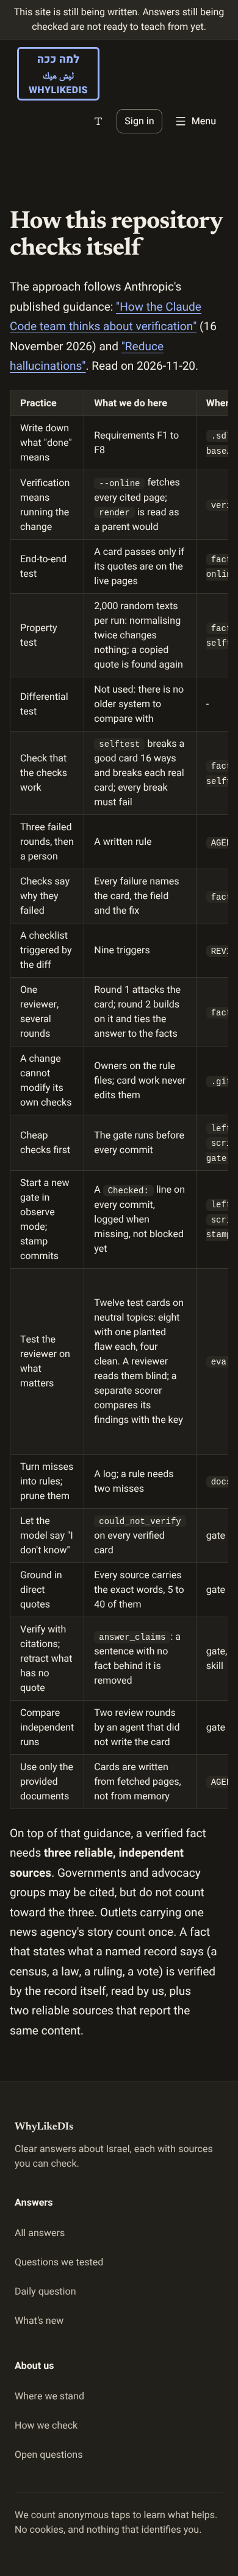 This site is still being written. Answers still being
checked are not ready to teach from yet.
למה ככה
ليش هيك
WHYLIKEDIS
T
Sign in
Menu
How this repository
checks itself
The approach follows Anthropic's
published guidance: "How the Claude
Code team thinks about verification" (16
November 2026) and "Reduce
hallucinations". Read on 2026-11-20.
Practice What we do here
Write down what "done" means
Requirements F1 to F8
Verification means running the change
--online fetches every cited page; render is read as a parent would
End-to-end test
A card passes only if its quotes are on the live pages
Property test
2,000 random texts per run: normalising twice changes nothing; a copied quote is found again
Differential test
Not used: there is no older system to compare with
-
Check that the checks work
selftest breaks a good card 16 ways and breaks each real card; every break must fail
Three failed rounds, then a person
A written rule
Checks say why they failed
Every failure names the card, the field and the fix
A checklist triggered by the diff
Nine triggers
One reviewer, several rounds
Round 1 attacks the card; round 2 builds on it and ties the answer to the facts
A change cannot modify its own checks
Owners on the rule files; card work never edits them
Cheap checks first
The gate runs before every commit
gate
Start a new gate in observe mode; stamp commits
A Checked: line on every commit, logged when missing, not blocked yet
Test the reviewer on what matters
Twelve test cards on neutral topics: eight with one planted flaw each, four clean. A reviewer reads them blind; a separate scorer compares its findings with the key
Turn misses into rules; prune them
A log; a rule needs two misses
Let the model say "I don't know"
could_not_verify on every verified card
gate
Ground in direct quotes
Every source carries the exact words, 5 to 40 of them
gate
Verify with citations; retract what has no quote
answer_claims: a sentence with no fact behind it is removed
gate, skill
Compare independent runs
Two review rounds by an agent that did not write the card
gate
Use only the provided documents
Cards are written from fetched pages, not from memory
On top of that guidance, a verified fact
needs three reliable, independent
sources. Governments and advocacy
groups may be cited, but do not count
toward the three. Outlets carrying one
news agency's story count once. A fact
that states what a named record says (a
census, a law, a ruling, a vote) is verified
by the record itself, read by us, plus
two reliable sources that report the
same content.
WhyLikeDIs
Clear answers about Israel, each with sources
you can check.
Answers
All answers
Questions we tested
Daily question
What's new
About us
Where we stand
How we check
Open questions
We count anonymous taps to learn what helps.
No cookies, and nothing that identifies you.